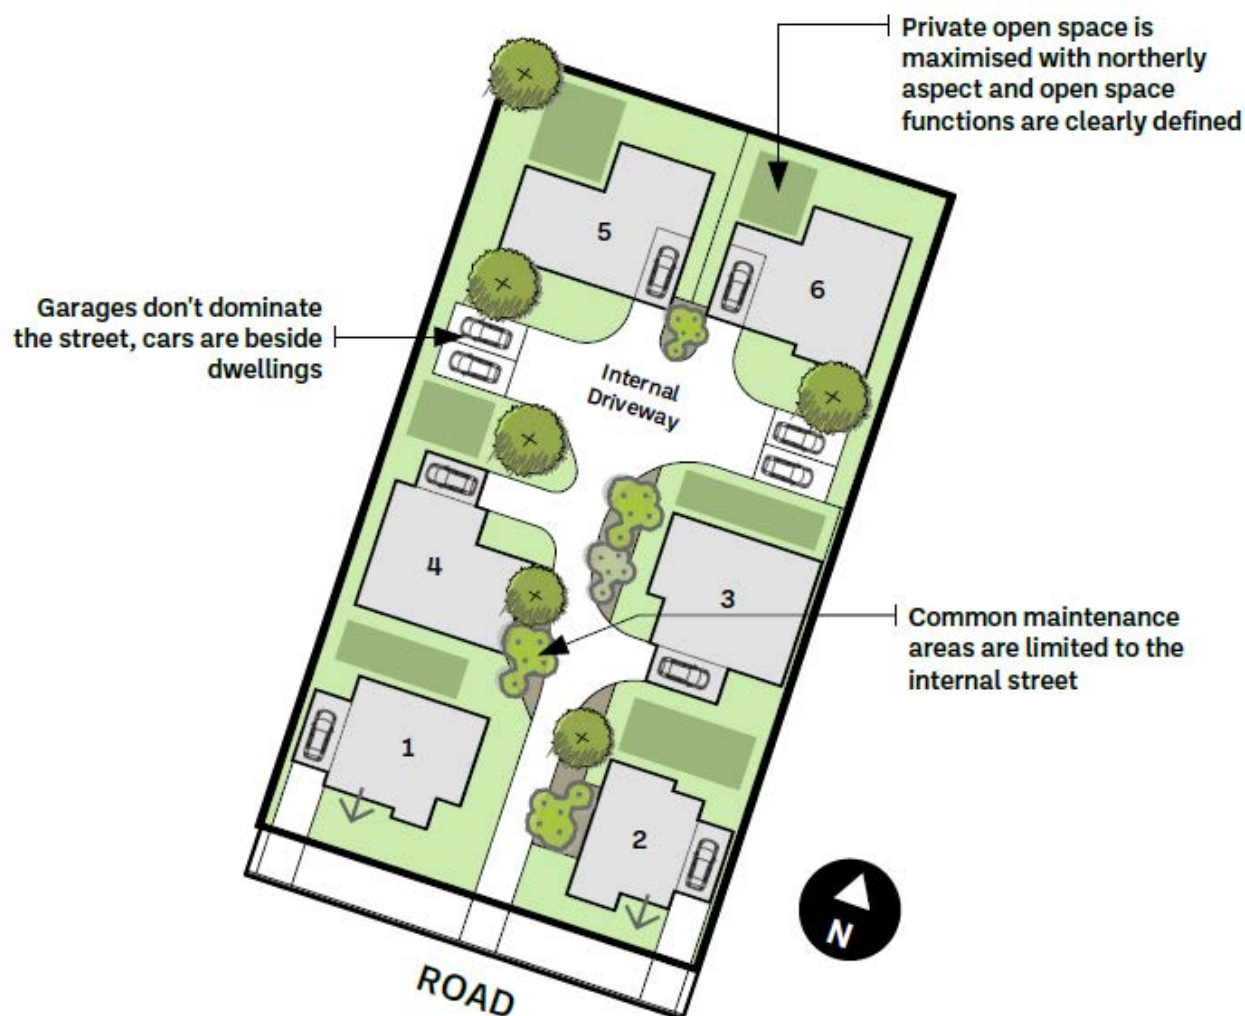 Private open space is
maximised with northerly
aspect and open space
functions are clearly defined
5
6
Garages don't dominate
the street, cars are beside
dwellings
Internal
Driveway
4
3
Common maintenance
areas are limited to the
internal street
1
2
N
ROAD